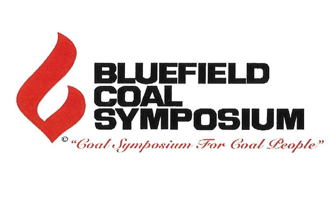 BLUEFIELD
COAL
SYMPOSIUM
© "Coal Symposium For Coal People"